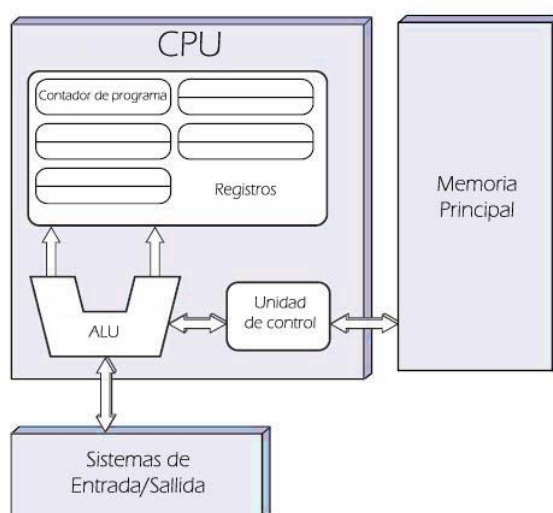 CPU
Contador de programa
Registros
ALU
Unidad
de control
Memoria
Principal
Sistemas de
Entrada/Sallida